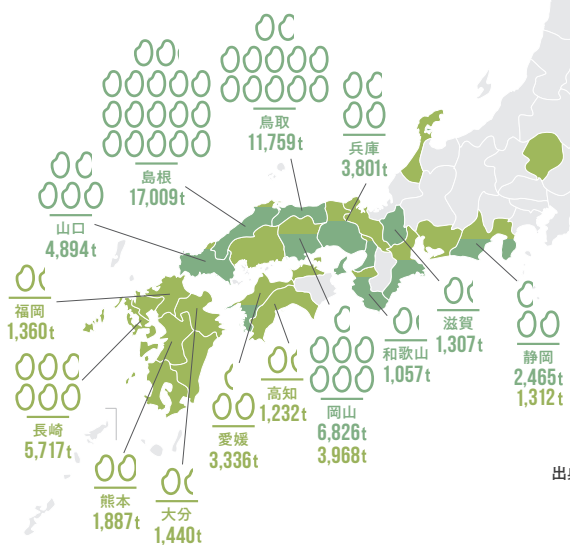 鳥取
11,759t
兵庫
3,801t
島根
17,009t
山口
4,894t
福岡
1,360t
滋賀
1,307t
和歌山
1,057t
静岡
2,465t
1,312t
長崎
5,717t
高知
1,232t
岡山
6,826t
3,968t
愛媛
3,336t
熊本
1,887t
大分
1,440t
出